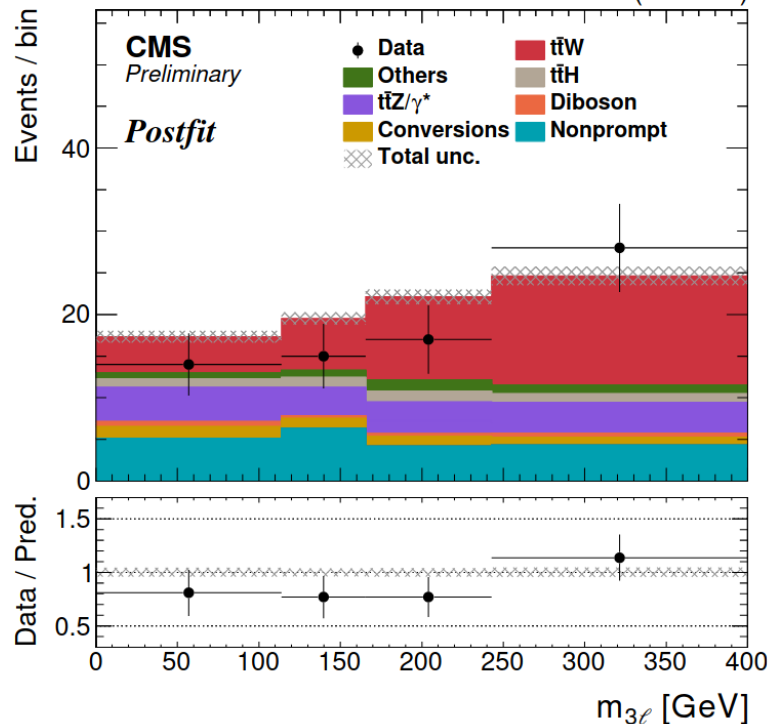 CMS
Preliminary
Postfit
Data
Others
tt̄Z/γ*
Conversions
Total unc.
tt̄W
tt̄H
Diboson
Nonprompt
Events / bin
40
20
0
Data / Pred.
1.5
1
0.5
0 50 100 150 200 250 300 350 400
m3ℓ [GeV]